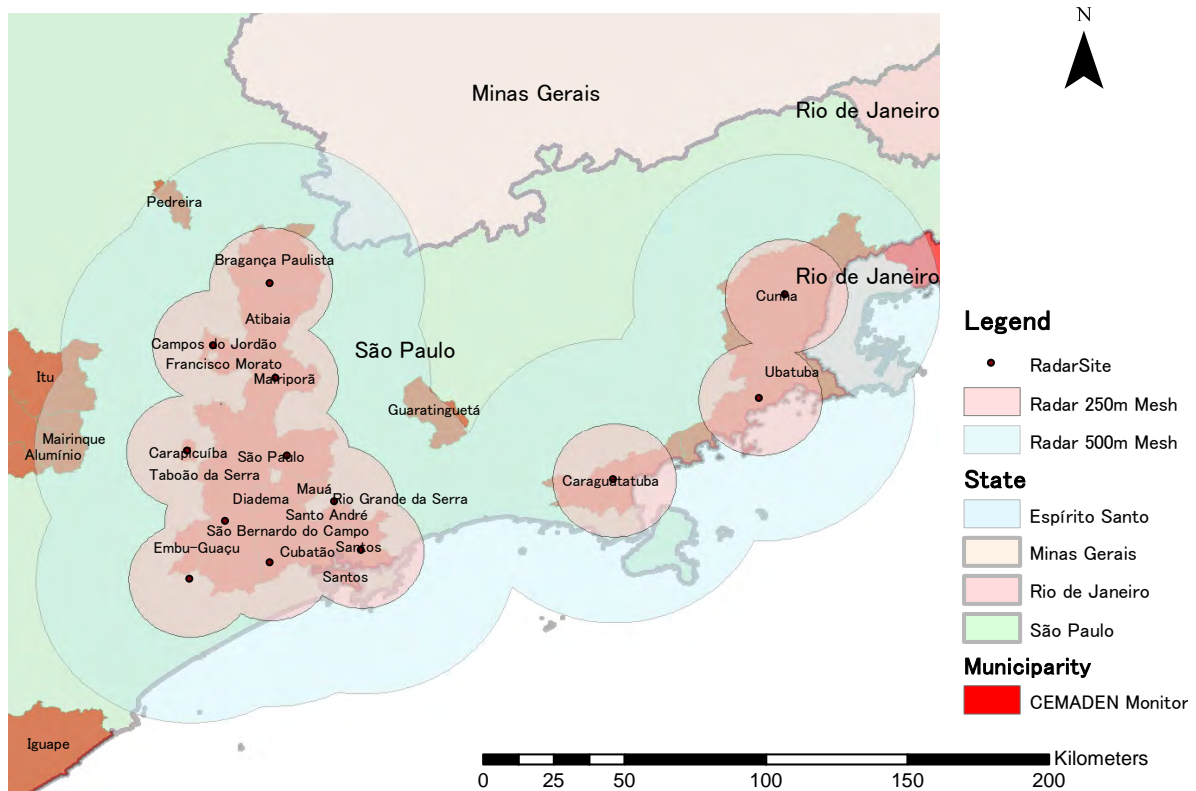 N
Minas Gerais
Rio de Janeiro
Pedreira
Bragança Paulista
Rio de Janeiro
Cunha
Atibaia
Campos do Jordão
São Paulo
Francisco Morato
Mairiporã
Ubatuba
Itu
Guaratinguetá
Mairinque
Alumínio
Carapicuíba
São Paulo
Taboão da Serra
Caraguatatuba
Mauá
Diadema
Rio Grande da Serra
Santo André
São Bernardo do Campo
Embu-Guaçu
Cubatão
Santos
Santos
Iguape
Legend
RadarSite
Radar 250m Mesh
Radar 500m Mesh
State
Espírito Santo
Minas Gerais
Rio de Janeiro
São Paulo
Municiparity
CEMADEN Monitor
Kilometers
0 25 50 100 150 200